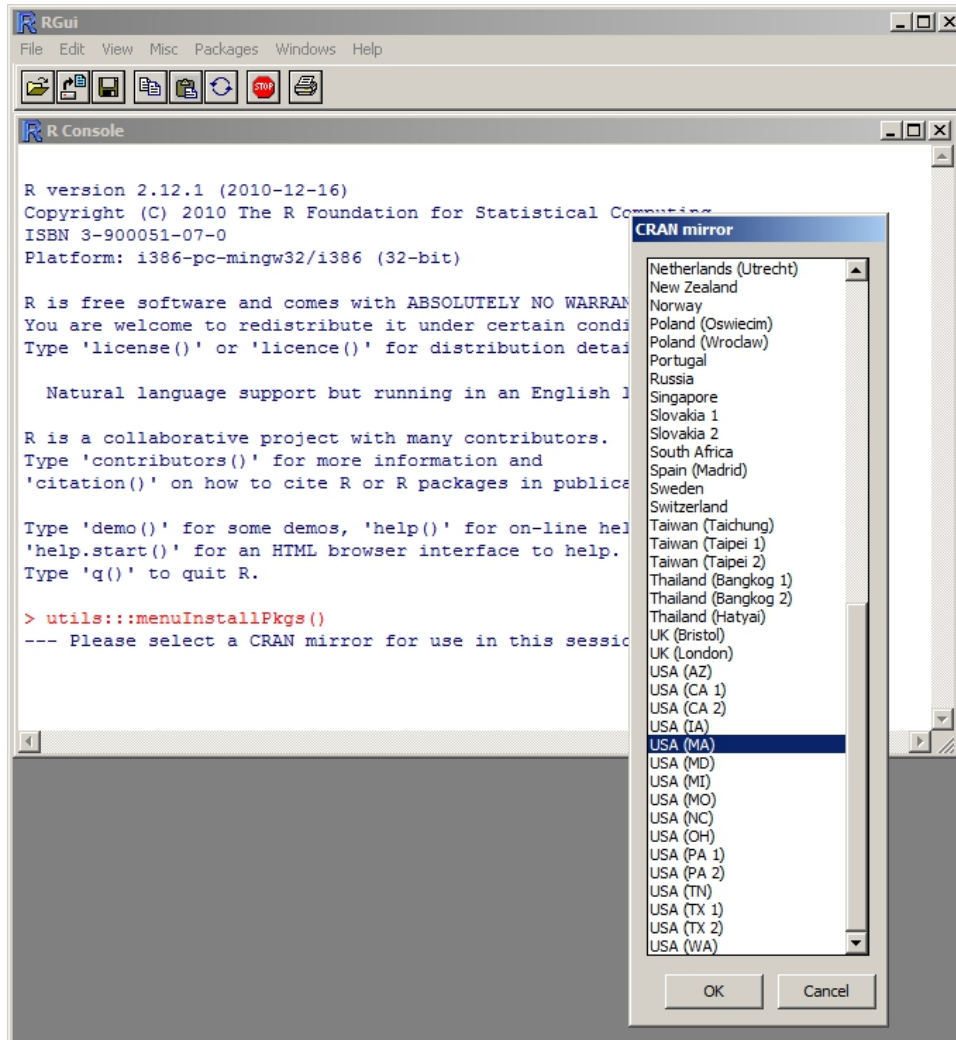 RGui
File Edit View Misc Packages Windows Help
STOP
R Console
R version 2.12.1 (2010-12-16)
Copyright (C) 2010 The R Foundation for Statistical Computing
ISBN 3-900051-07-0
Platform: i386-pc-mingw32/i386 (32-bit)
R is free software and comes with ABSOLUTELY NO WARRAN
You are welcome to redistribute it under certain condi
Type 'license()' or 'licence()' for distribution detai
Natural language support but running in an English l
R is a collaborative project with many contributors.
Type 'contributors()' for more information and
'citation()' on how to cite R or R packages in publica
Type 'demo()' for some demos, 'help()' for on-line hel
'help.start()' for an HTML browser interface to help.
Type 'q()' to quit R.
> utils:::menuInstallPkgs()
--- Please select a CRAN mirror for use in this sessio
CRAN mirror
Netherlands (Utrecht)
New Zealand
Norway
Poland (Oswiecim)
Poland (Wroclaw)
Portugal
Russia
Singapore
Slovakia 1
Slovakia 2
South Africa
Spain (Madrid)
Sweden
Switzerland
Taiwan (Taichung)
Taiwan (Taipei 1)
Taiwan (Taipei 2)
Thailand (Bangkog 1)
Thailand (Bangkog 2)
Thailand (Hatyai)
UK (Bristol)
UK (London)
USA (AZ)
USA (CA 1)
USA (CA 2)
USA (IA)
USA (MA)
USA (MD)
USA (MI)
USA (MO)
USA (NC)
USA (OH)
USA (PA 1)
USA (PA 2)
USA (TN)
USA (TX 1)
USA (TX 2)
USA (WA)
OK
Cancel